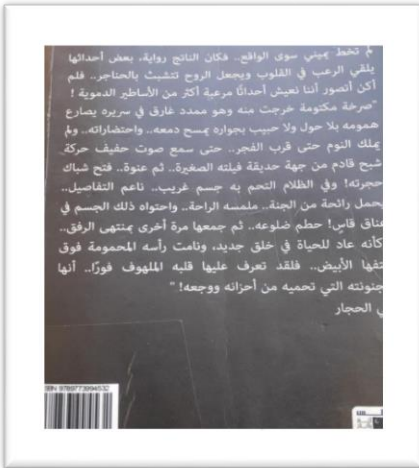 لم تخط يميني سوى الواقع.. فكان الناتج رواية، بعض أحداثها
يلقي الرعب في القلوب ويجعل الروح تتشبث بالحناجر.. فلم
أكن أتصور أننا نعيش أحداثًا مرعبة أكثر من الأساطير الدموية !
"صرخة مكتومة خرجت منه وهو ممدد غارق في سريره يصارع
همومه بلا حول ولا حبيب بجواره يمسح دمعه.. واحتضاراته.. ولم
يملك النوم حتى قرب الفجر.. حتى سمع صوت حفيف حركة
شبح قادم من جهة حديقة فيلته الصغيرة.. ثم عنوة.. فتح شباك
حجرته! وفي الظلام التحم به جسم غريب.. ناعم التفاصيل..
يحمل رائحة من الجنة.. ملمسه الراحة.. واحتواه ذلك الجسم في
عناق قاسٍ! حطم ضلوعه.. ثم جمعها مرة أخرى بمنتهى الرفق..
كأنه عاد للحياة في خلق جديد، ونامت رأسه المحمومة فوق
تفها الأبيض.. فلقد تعرف عليها قلبه الملهوف فورًا.. أنها
جنونته التي تحميه من أحزانه ووجعه! "
ي الحجار
ISBN 9789773994532